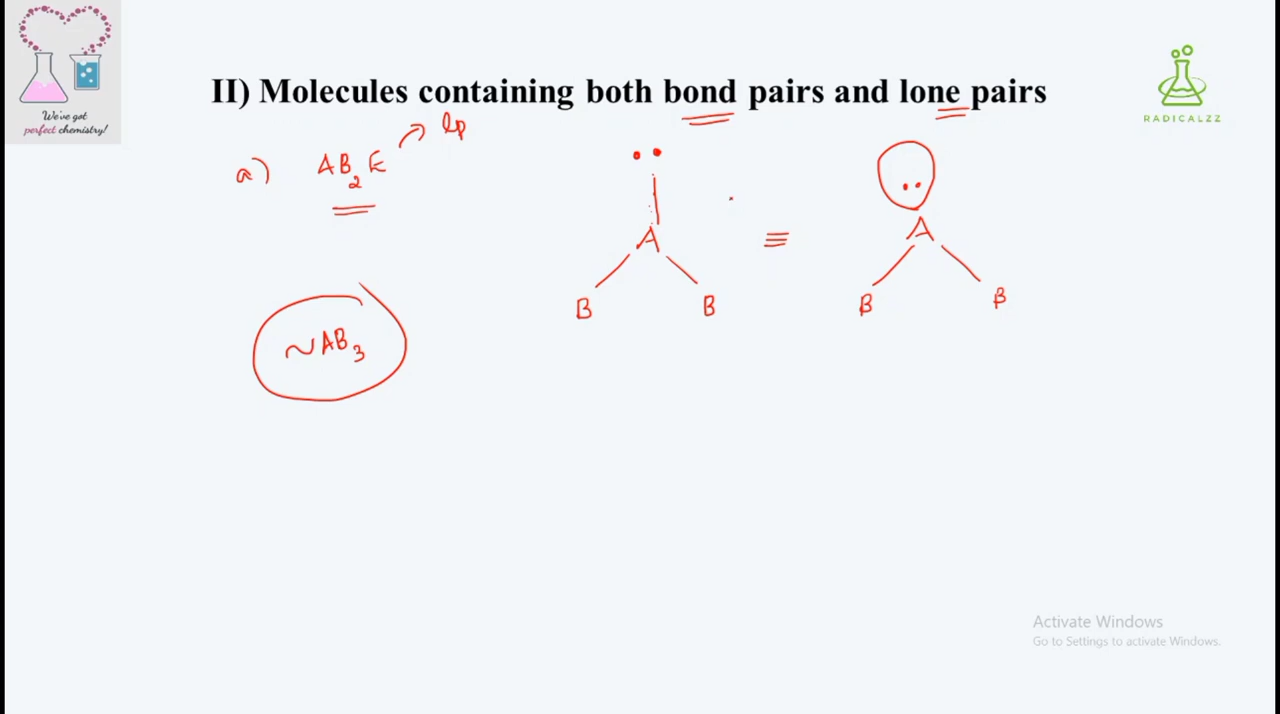 We've got
perfect chemistry!
RADICALZZ
II) Molecules containing both bond pairs and lone pairs
a) AB₂E → lp
A
B B
≡
A
B B
~AB₃
Activate Windows
Go to Settings to activate Windows.